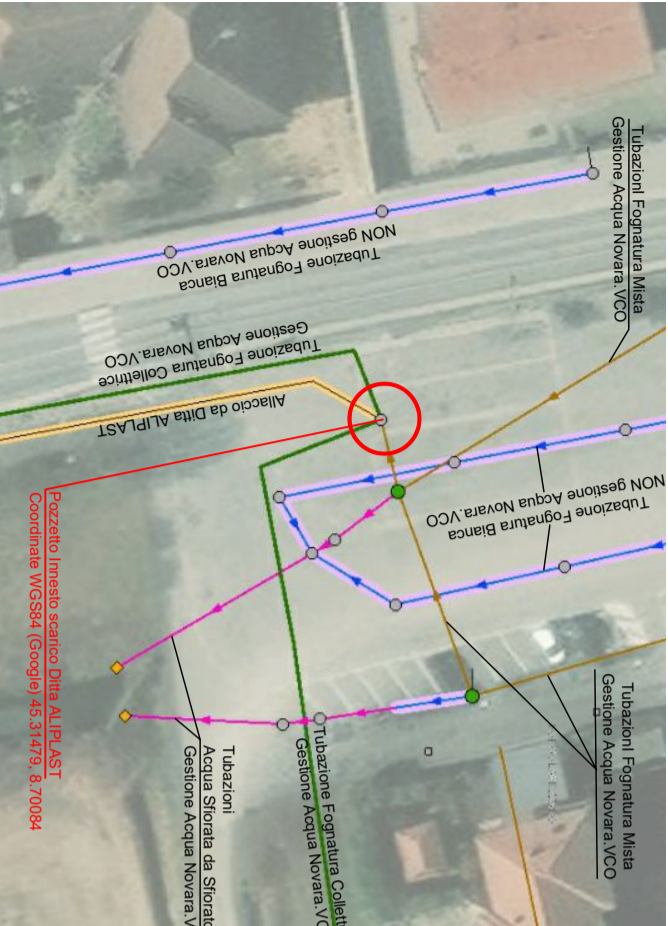 TubazionI Fognatura Mista
Gestione Acqua Novara.VCO
Tubazione Fognatura Bianca
NON gestione Acqua Novara.VCO
Tubazione Fognatura Collettrice
Gestione Acqua Novara.VCO
Allaccio da Ditta ALIPLAST
Tubazione Fognatura Bianca
NON gestione Acqua Novara.VCO
Pozzetto Innesto scarico Ditta ALIPLAST
Coordinate WGS84 (Google) 45.31479, 8.70084
TubazionI Fognatura Mista
Gestione Acqua Novara.VCO
Tubazione Fognatura Collett
Gestione Acqua Novara.VC
Tubazioni
Acqua Sfiorata da Sfiorato
Gestione Acqua Novara.V